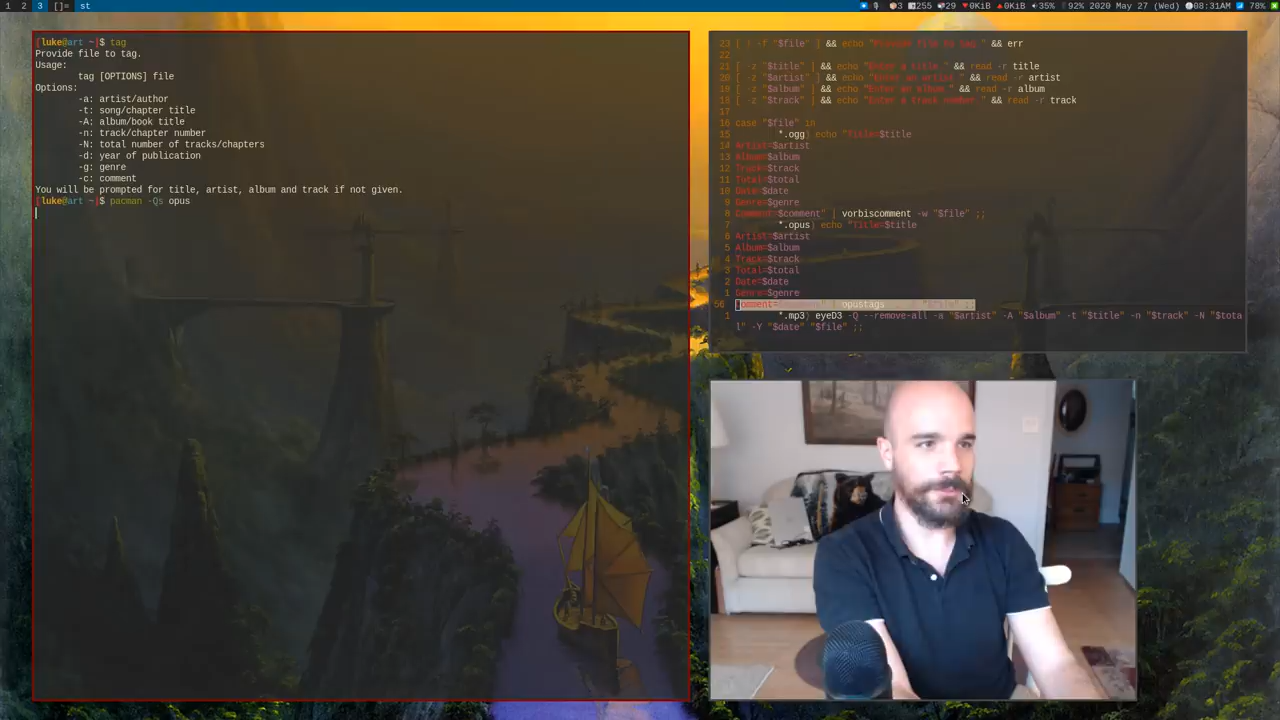 1 2 3 []= st 3 255 29 0KiB 0KiB 35% 92% 2020 May 27 (Wed) 08:31AM 78%
[luke@art ~]$ tag
Provide file to tag.
Usage:
tag [OPTIONS] file
Options:
-a: artist/author
-t: song/chapter title
-A: album/book title
-n: track/chapter number
-N: total number of tracks/chapters
-d: year of publication
-g: genre
-c: comment
You will be prompted for title, artist, album and track if not given.
[luke@art ~]$ pacman -Qs opus
23 [ ! -f "$file" ] && echo "Provide file to tag." && err
22
21 [ -z "$title" ] && echo "Enter a title." && read -r title
20 [ -z "$artist" ] && echo "Enter an artist." && read -r artist
19 [ -z "$album" ] && echo "Enter an album." && read -r album
18 [ -z "$track" ] && echo "Enter a track number." && read -r track
17
16 case "$file" in
15 *.ogg) echo "Title=$title
14 Artist=$artist
13 Album=$album
12 Track=$track
11 Total=$total
10 Date=$date
9 Genre=$genre
8 Comment=$comment" | vorbiscomment -w "$file" ;;
7 *.opus) echo "Title=$title
6 Artist=$artist
5 Album=$album
4 Track=$track
3 Total=$total
2 Date=$date
1 Genre=$genre
56 Comment=$comment" | opustags "$file" ;;
1 *.mp3) eyeD3 -Q --remove-all -a "$artist" -A "$album" -t "$title" -n "$track" -N "$tota
l" -Y "$date" "$file" ;;